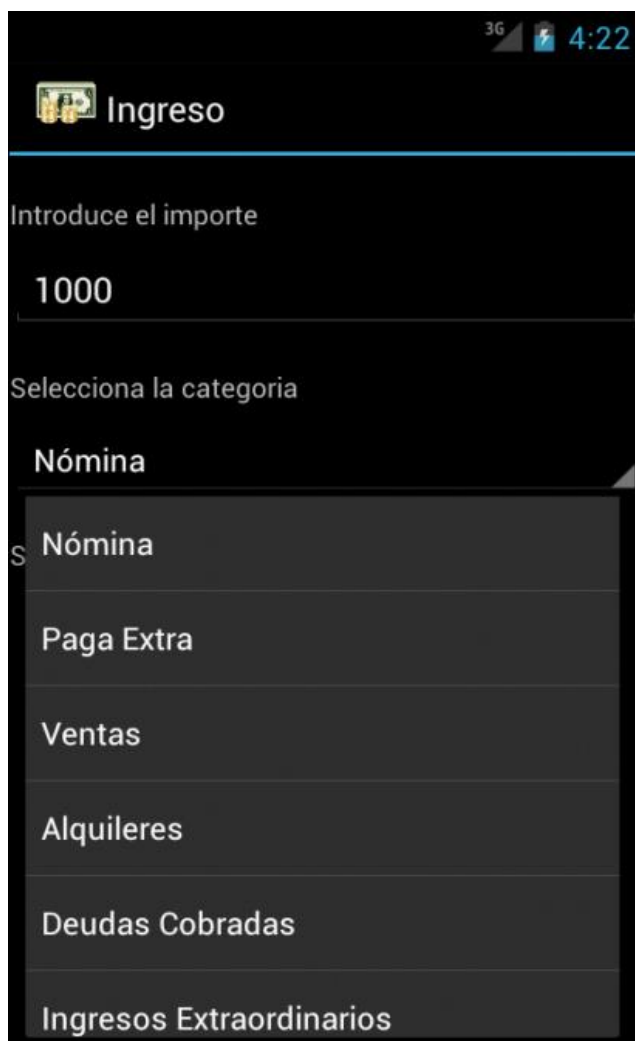 3G 4:22
Ingreso
Introduce el importe
1000
Selecciona la categoria
Nómina
Nómina
S
Paga Extra
Ventas
Alquileres
Deudas Cobradas
Ingresos Extraordinarios